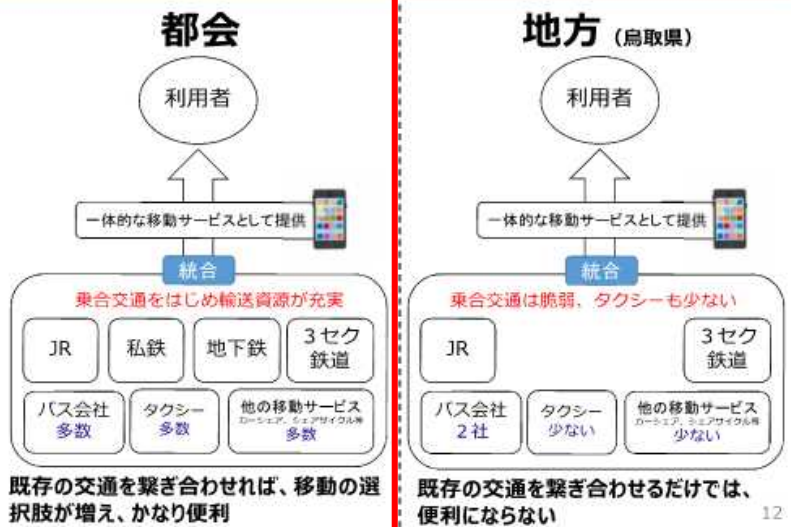 都会
利用者
一体的な移動サービスとして提供
統合
乗合交通をはじめ輸送資源が充実
JR
私鉄
地下鉄
3セク
鉄道
バス会社
多数
タクシー
多数
他の移動サービス
カーシェア、シェアサイクル等
多数
既存の交通を繋ぎ合わせれば、移動の選
択肢が増え、かなり便利
地方(鳥取県)
利用者
一体的な移動サービスとして提供
統合
乗合交通は脆弱、タクシーも少ない
JR
3セク
鉄道
バス会社
2社
タクシー
少ない
他の移動サービス
カーシェア、シェアサイクル等
少ない
既存の交通を繋ぎ合わせるだけでは、
便利にならない
12